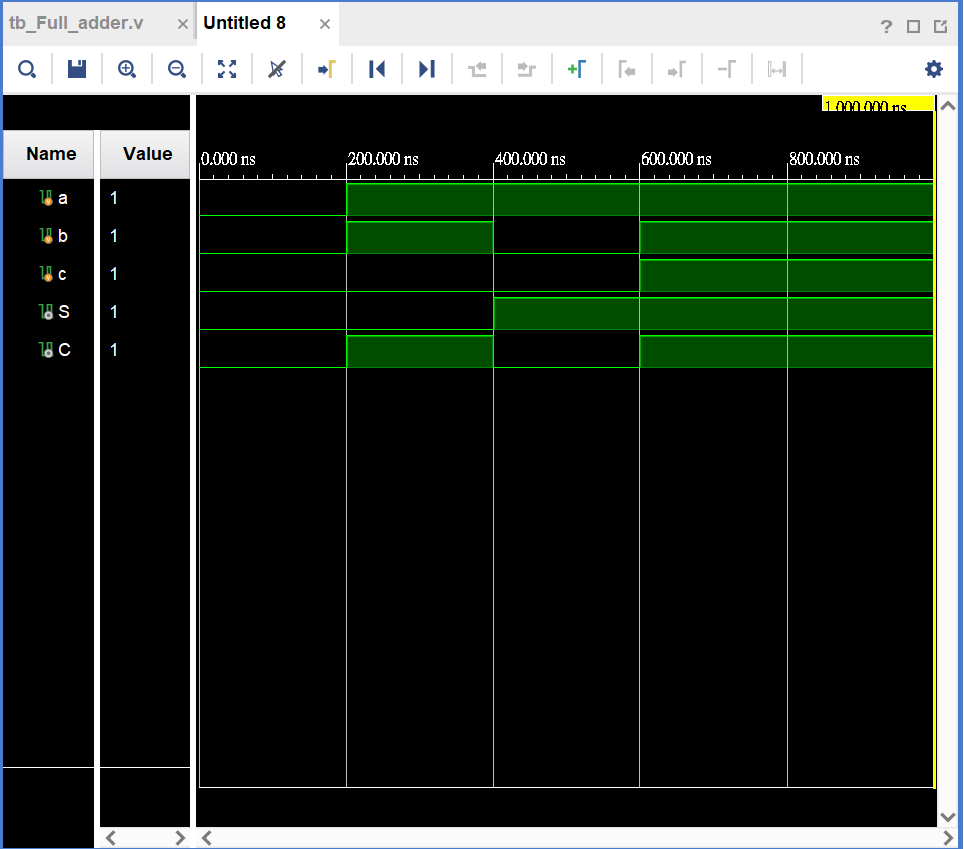 tb_Full_adder.v × Untitled 8 × ?
1,000.000 ns
Name Value
0.000 ns 200.000 ns 400.000 ns 600.000 ns 800.000 ns
a 1
b 1
c 1
S 1
C 1